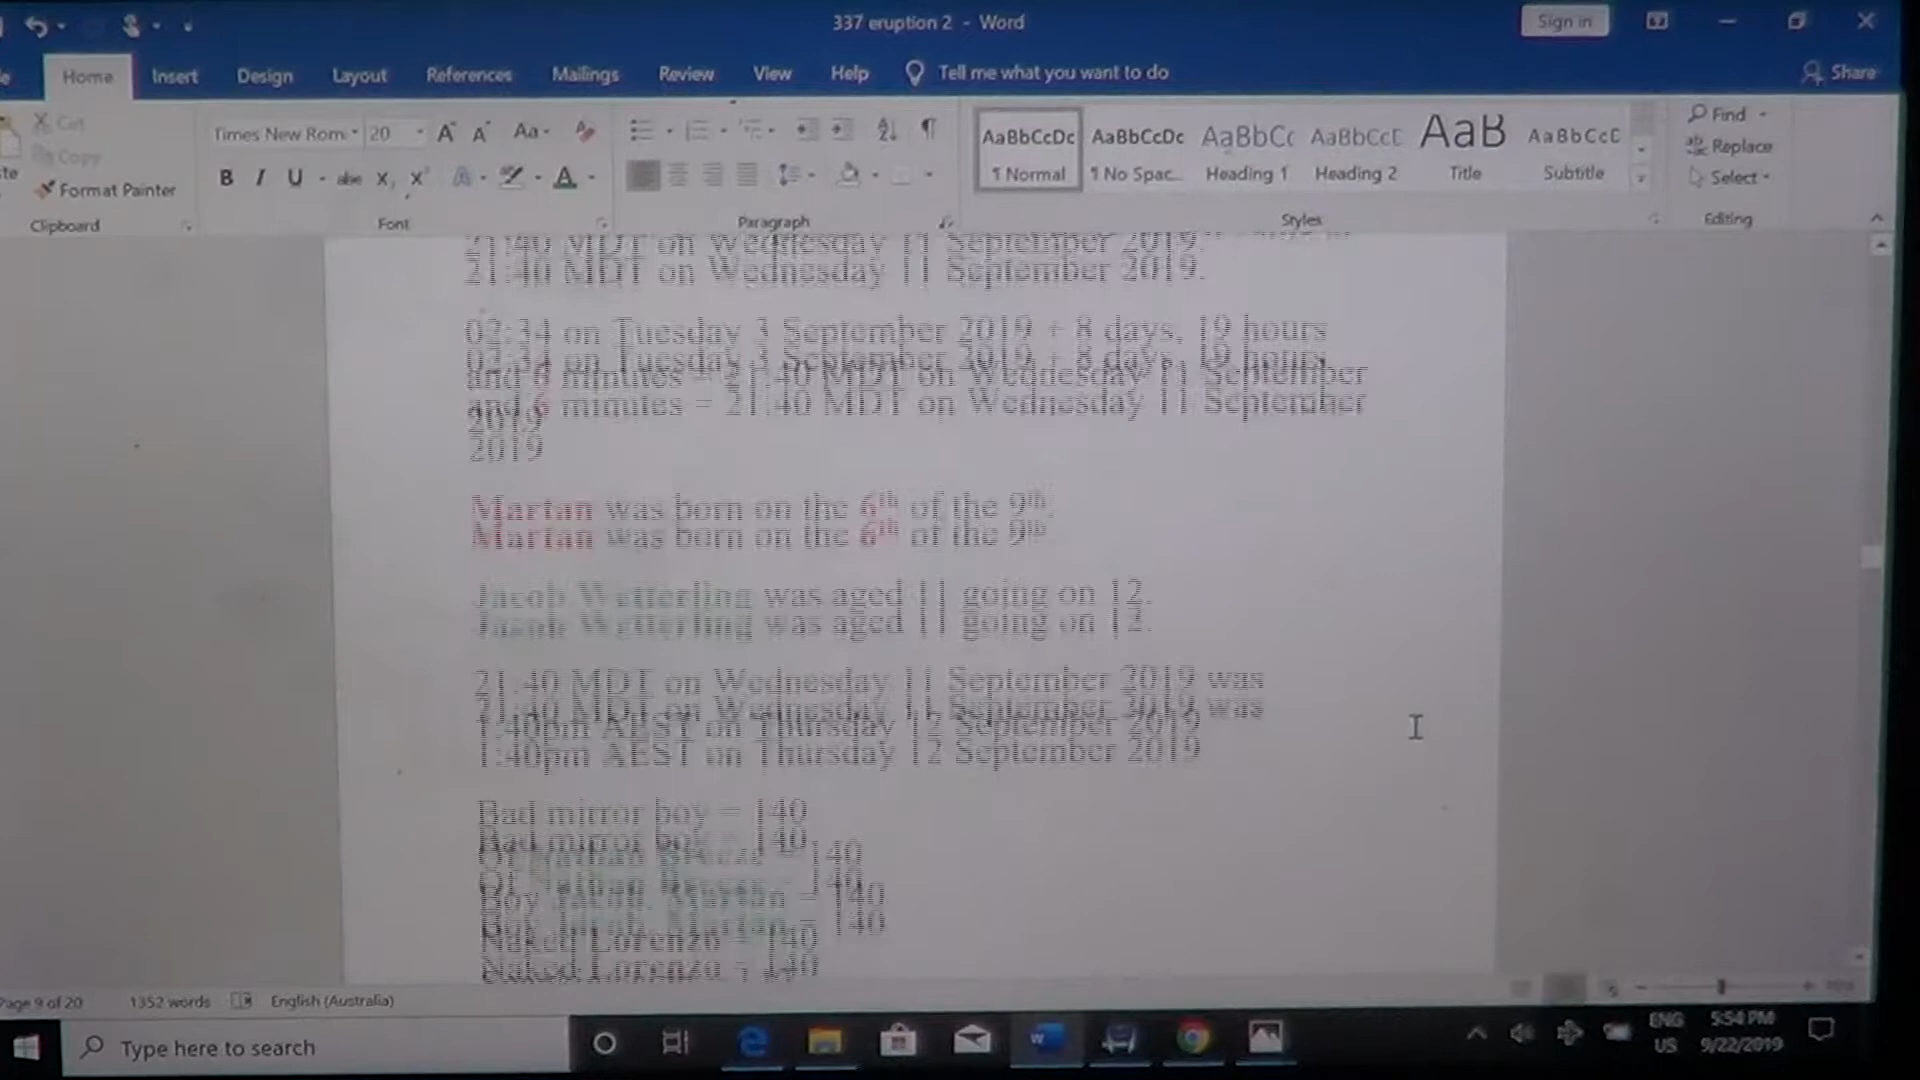 337 eruption 2 - Word
Sign in
Home Insert Design Layout References Mailings Review View Help Tell me what you want to do Share
Cut
Copy
Format Painter
Clipboard
Times New Rom 20
Font
Paragraph
AaBbCcDc AaBbCcDc AaBbCc AaBbCcD AaB AaBbCcD
¶ Normal ¶ No Spac... Heading 1 Heading 2 Title Subtitle
Styles
Find
Replace
Select
Editing
21:40 MDT on Wednesday 11 September 2019.
02:34 on Tuesday 3 September 2019 + 8 days, 19 hours
and 6 minutes = 21:40 MDT on Wednesday 11 September
2019
Martan was born on the 6th of the 9th.
Jacob Wetterling was aged 11 going on 12.
21:40 MDT on Wednesday 11 September 2019 was
1:40pm AEST on Thursday 12 September 2019
Bad mirror boy = 140
= 140
Boy Jacob Martan = 140
Naked Lorenzo = 140
Page 9 of 20 1352 words English (Australia)
Type here to search
ENG
US
5:54 PM
9/22/2019